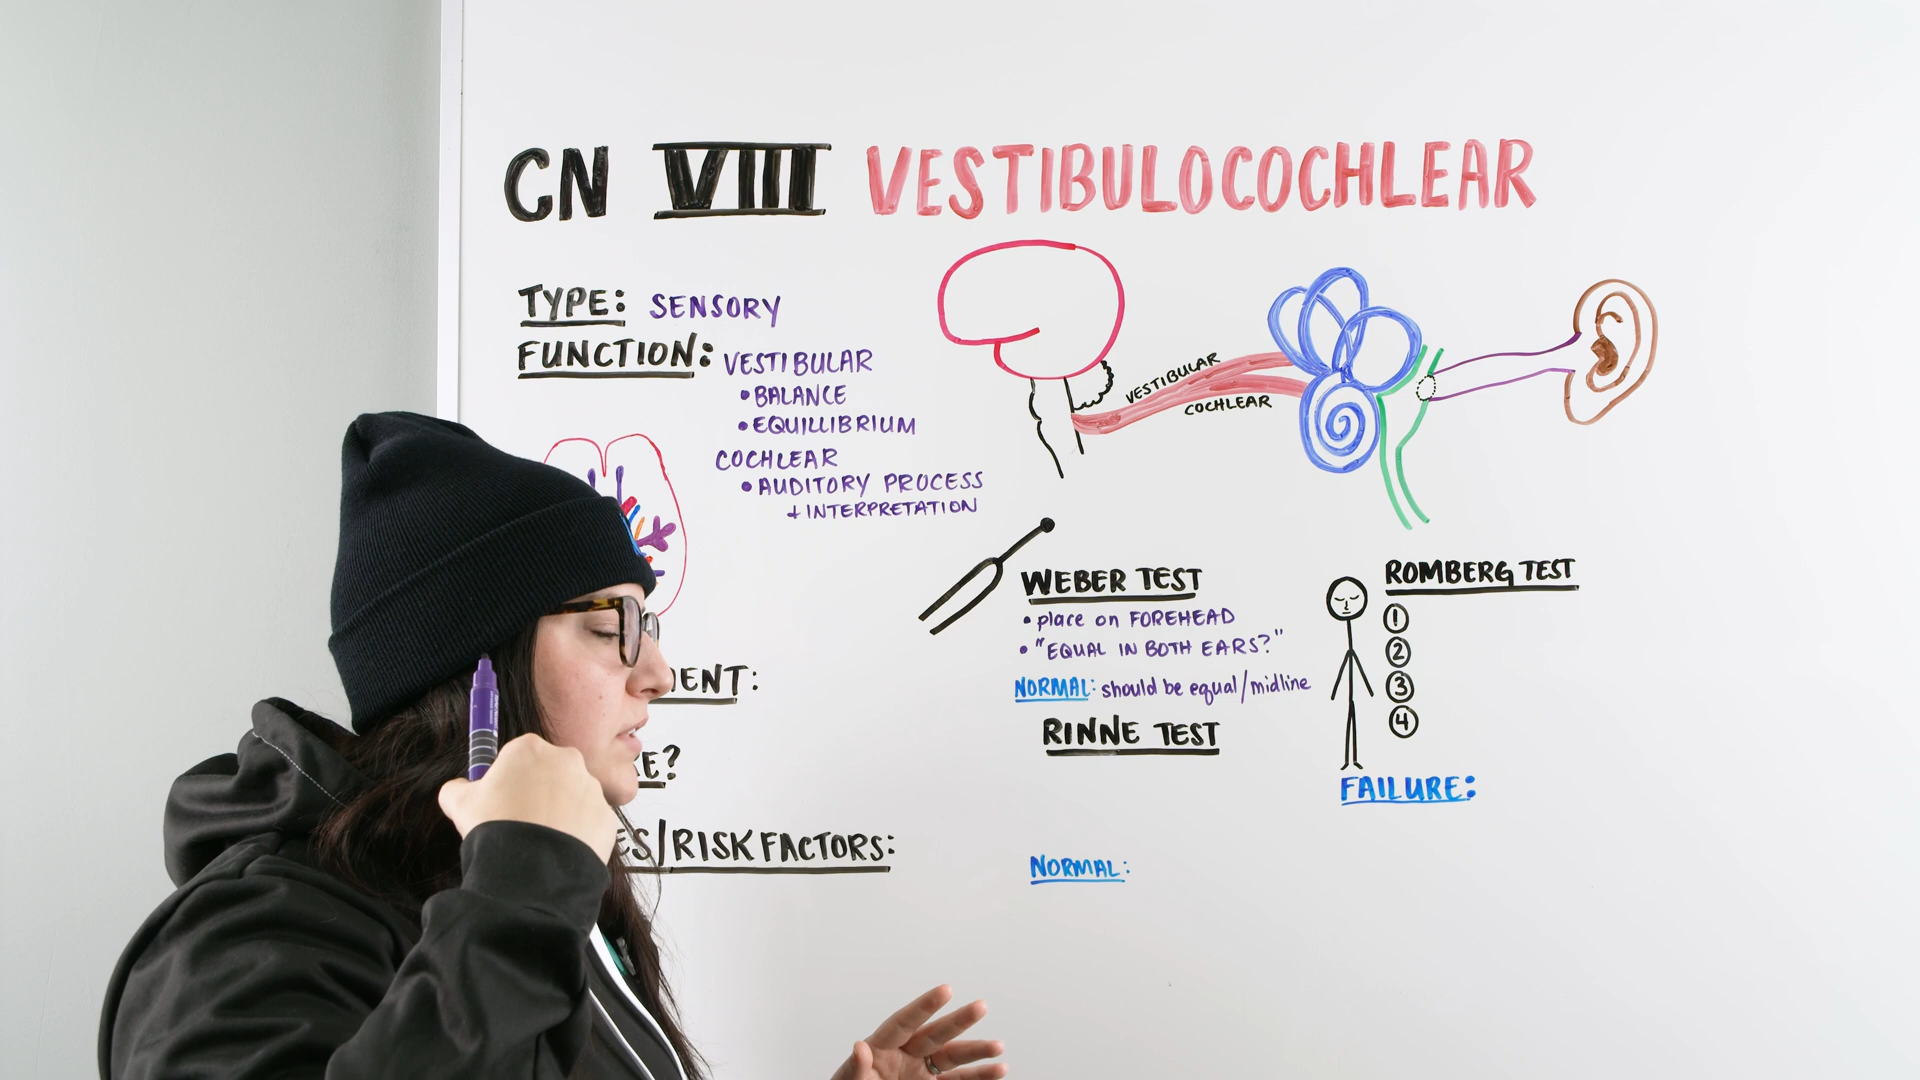 CN VIII VESTIBULOCOCHLEAR
TYPE: SENSORY
FUNCTION: VESTIBULAR
• BALANCE
• EQUILLIBRIUM
COCHLEAR
• AUDITORY PROCESS
+ INTERPRETATION
VESTIBULAR
COCHLEAR
WEBER TEST
• place on FOREHEAD
• "EQUAL IN BOTH EARS?"
NORMAL: should be equal/midline
RINNE TEST
NORMAL:
ROMBERG TEST
1
2
3
4
FAILURE:
/RISK FACTORS: